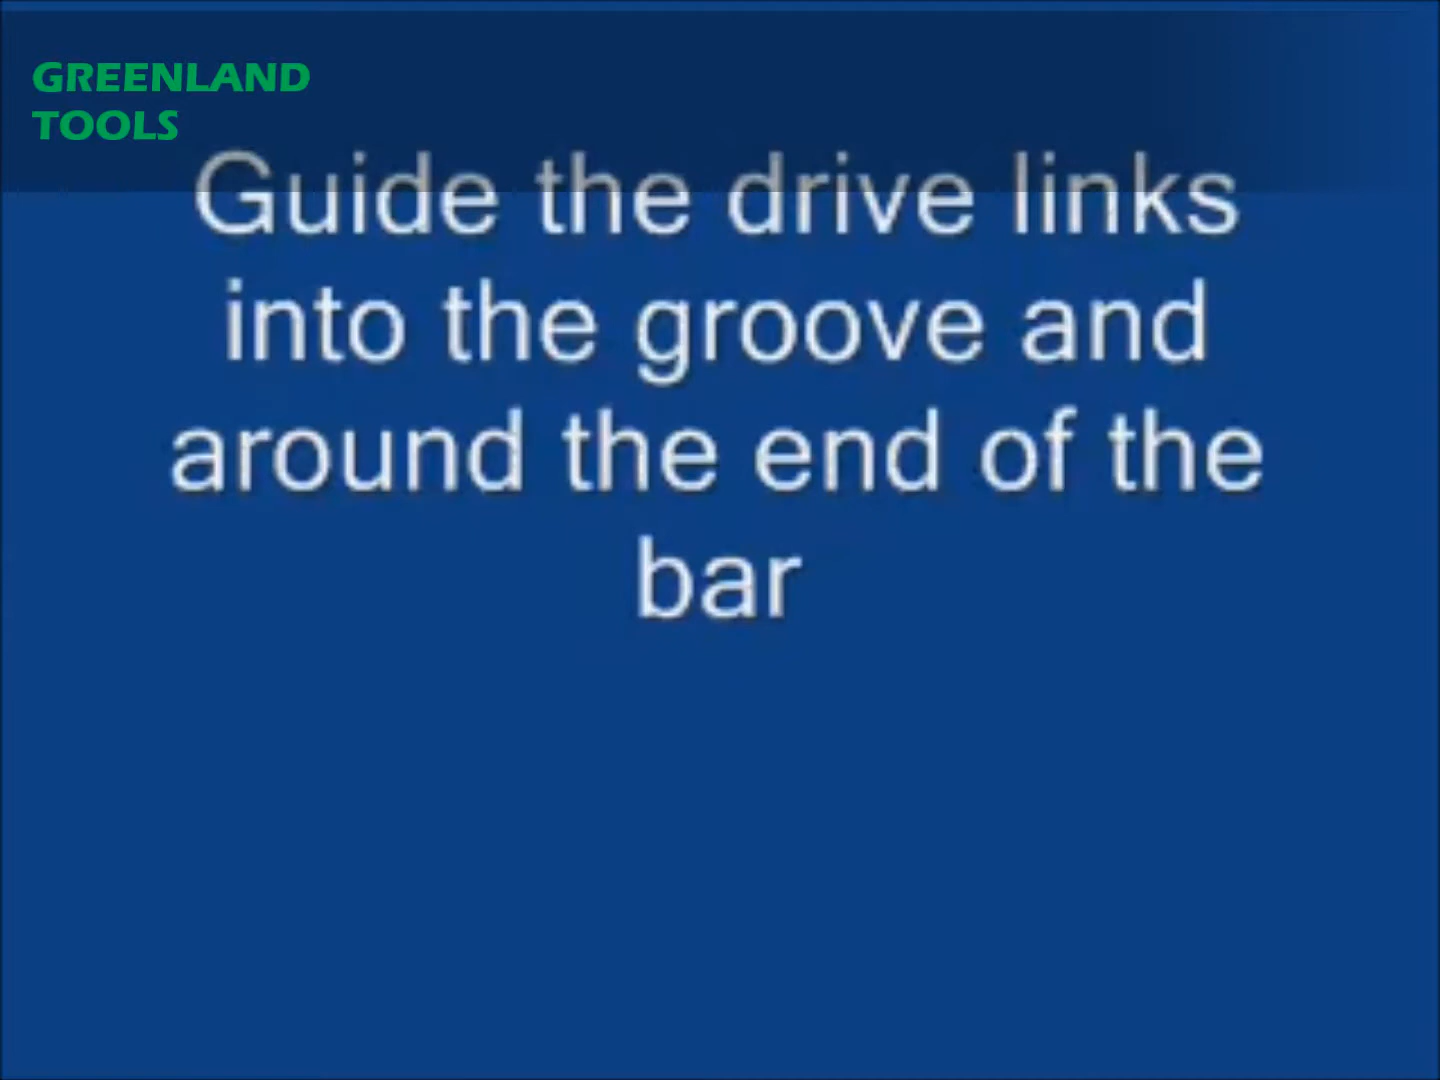 GREENLAND
TOOLS
Guide the drive links
into the groove and
around the end of the
bar